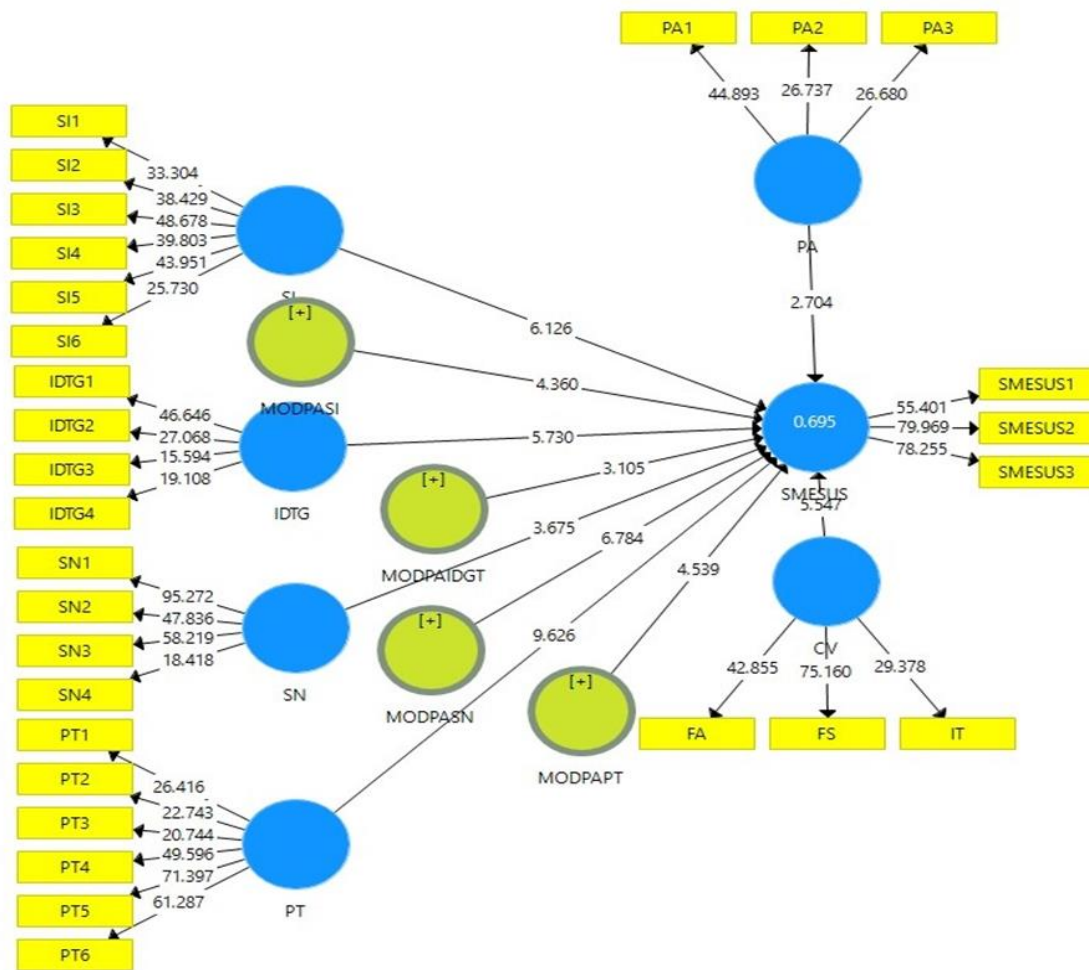 PA1
PA2
PA3
44.893
26.737
26.680
PA
2.704
SI1
SI2
SI3
SI4
SI5
SI6
33.304
38.429
48.678
39.803
43.951
25.730
SI
[+]
MODPASI
6.126
4.360
IDTG1
IDTG2
IDTG3
IDTG4
46.646
27.068
15.594
19.108
IDTG
5.730
[+]
MODPAIDGT
3.105
0.695
SMESUS
55.401
79.969
78.255
SMESUS1
SMESUS2
SMESUS3
SN1
SN2
SN3
SN4
95.272
47.836
58.219
18.418
SN
3.675
[+]
MODPASN
6.784
[+]
MODPAPT
4.539
5.547
CV
42.855
75.160
29.378
FA
FS
IT
PT1
PT2
PT3
PT4
PT5
PT6
26.416
22.743
20.744
49.596
71.397
61.287
PT
9.626